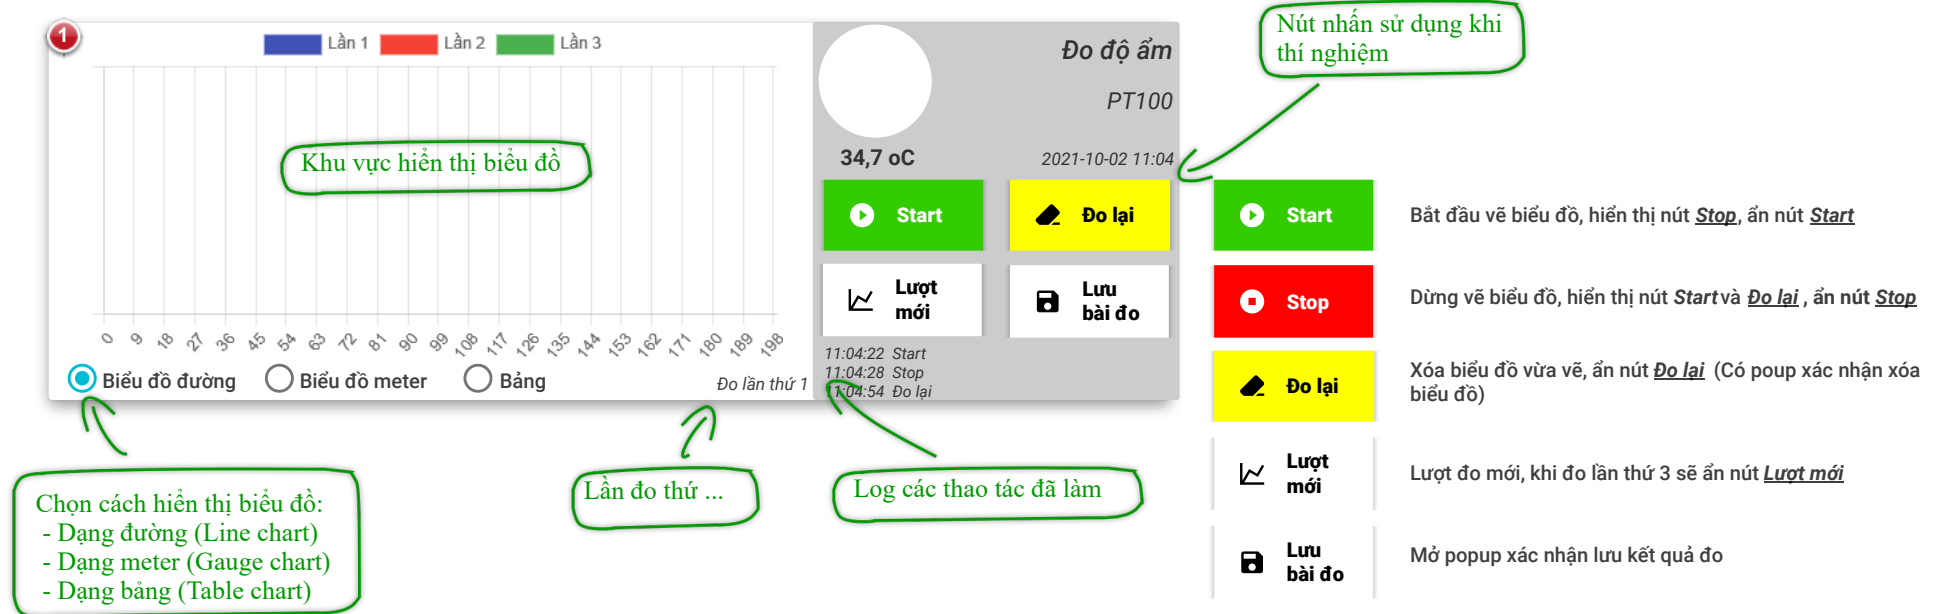 1
Lần 1 Lần 2 Lần 3
Khu vực hiển thị biểu đồ
0 9 18 27 36 45 54 63 72 81 90 99 108 117 126 135 144 153 162 171 180 189 198
Biểu đồ đường Biểu đồ meter Bảng
Đo lần thứ 1
Đo độ ẩm
PT100
34,7 oC
2021-10-02 11:04
Start
Đo lại
Lượt
mới
Lưu
bài đo
11:04:22 Start
11:04:28 Stop
11:04:54 Đo lại
Nút nhấn sử dụng khi
thí nghiệm
Chọn cách hiển thị biểu đồ:
- Dạng đường (Line chart)
- Dạng meter (Gauge chart)
- Dạng bảng (Table chart)
Lần đo thứ ...
Log các thao tác đã làm
Start
Bắt đầu vẽ biểu đồ, hiển thị nút Stop, ẩn nút Start
Stop
Dừng vẽ biểu đồ, hiển thị nút Start và Đo lại , ẩn nút Stop
Đo lại
Xóa biểu đồ vừa vẽ, ẩn nút Đo lại (Có poup xác nhận xóa
biểu đồ)
Lượt
mới
Lượt đo mới, khi đo lần thứ 3 sẽ ẩn nút Lượt mới
Lưu
bài đo
Mở popup xác nhận lưu kết quả đo